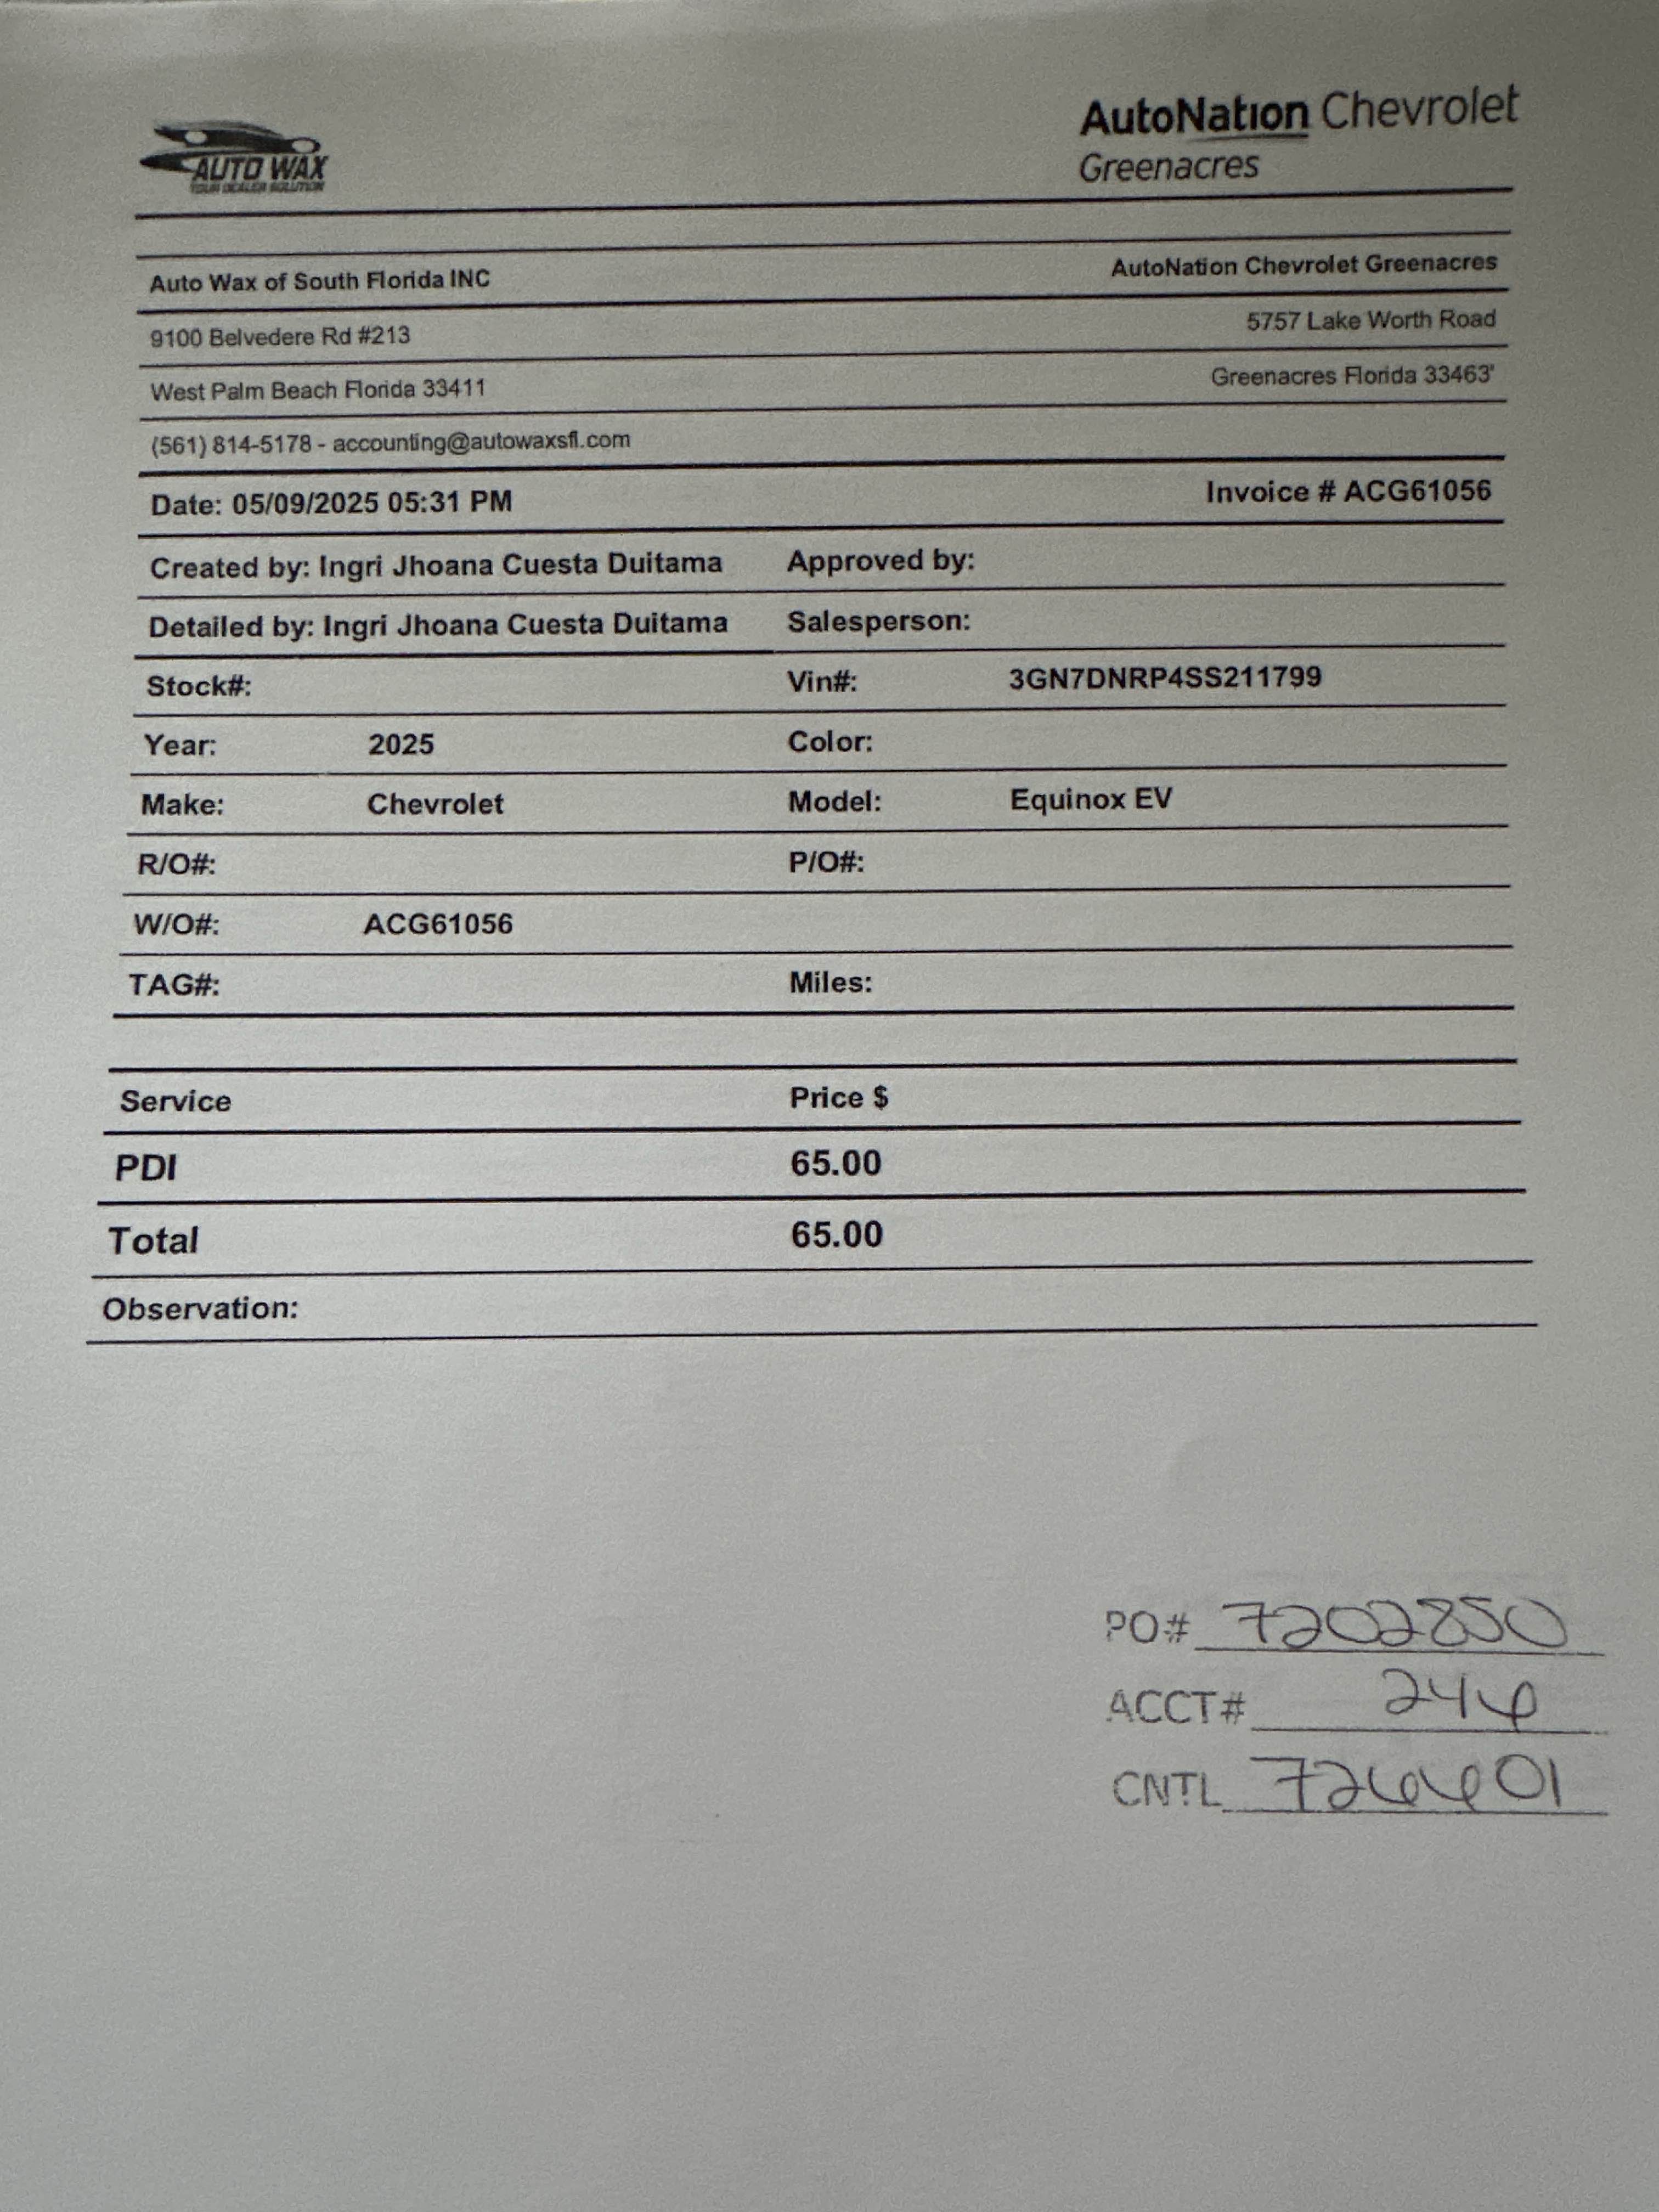 AUTO WAX
YOUR DEALER SOLUTION
AutoNation Chevrolet
Greenacres
Auto Wax of South Florida INC AutoNation Chevrolet Greenacres
9100 Belvedere Rd #213 5757 Lake Worth Road
West Palm Beach Florida 33411 Greenacres Florida 33463'
(561) 814-5178 - accounting@autowaxsfl.com
Date: 05/09/2025 05:31 PM Invoice # ACG61056
Created by: Ingri Jhoana Cuesta Duitama Approved by:
Detailed by: Ingri Jhoana Cuesta Duitama Salesperson:
Stock#: Vin#: 3GN7DNRP4SS211799
Year: 2025 Color:
Make: Chevrolet Model: Equinox EV
R/O#: P/O#:
W/O#: ACG61056
TAG#: Miles:
Service Price $
PDI 65.00
Total 65.00
Observation:
PO# 7202850
ACCT# 246
CNTL 726601